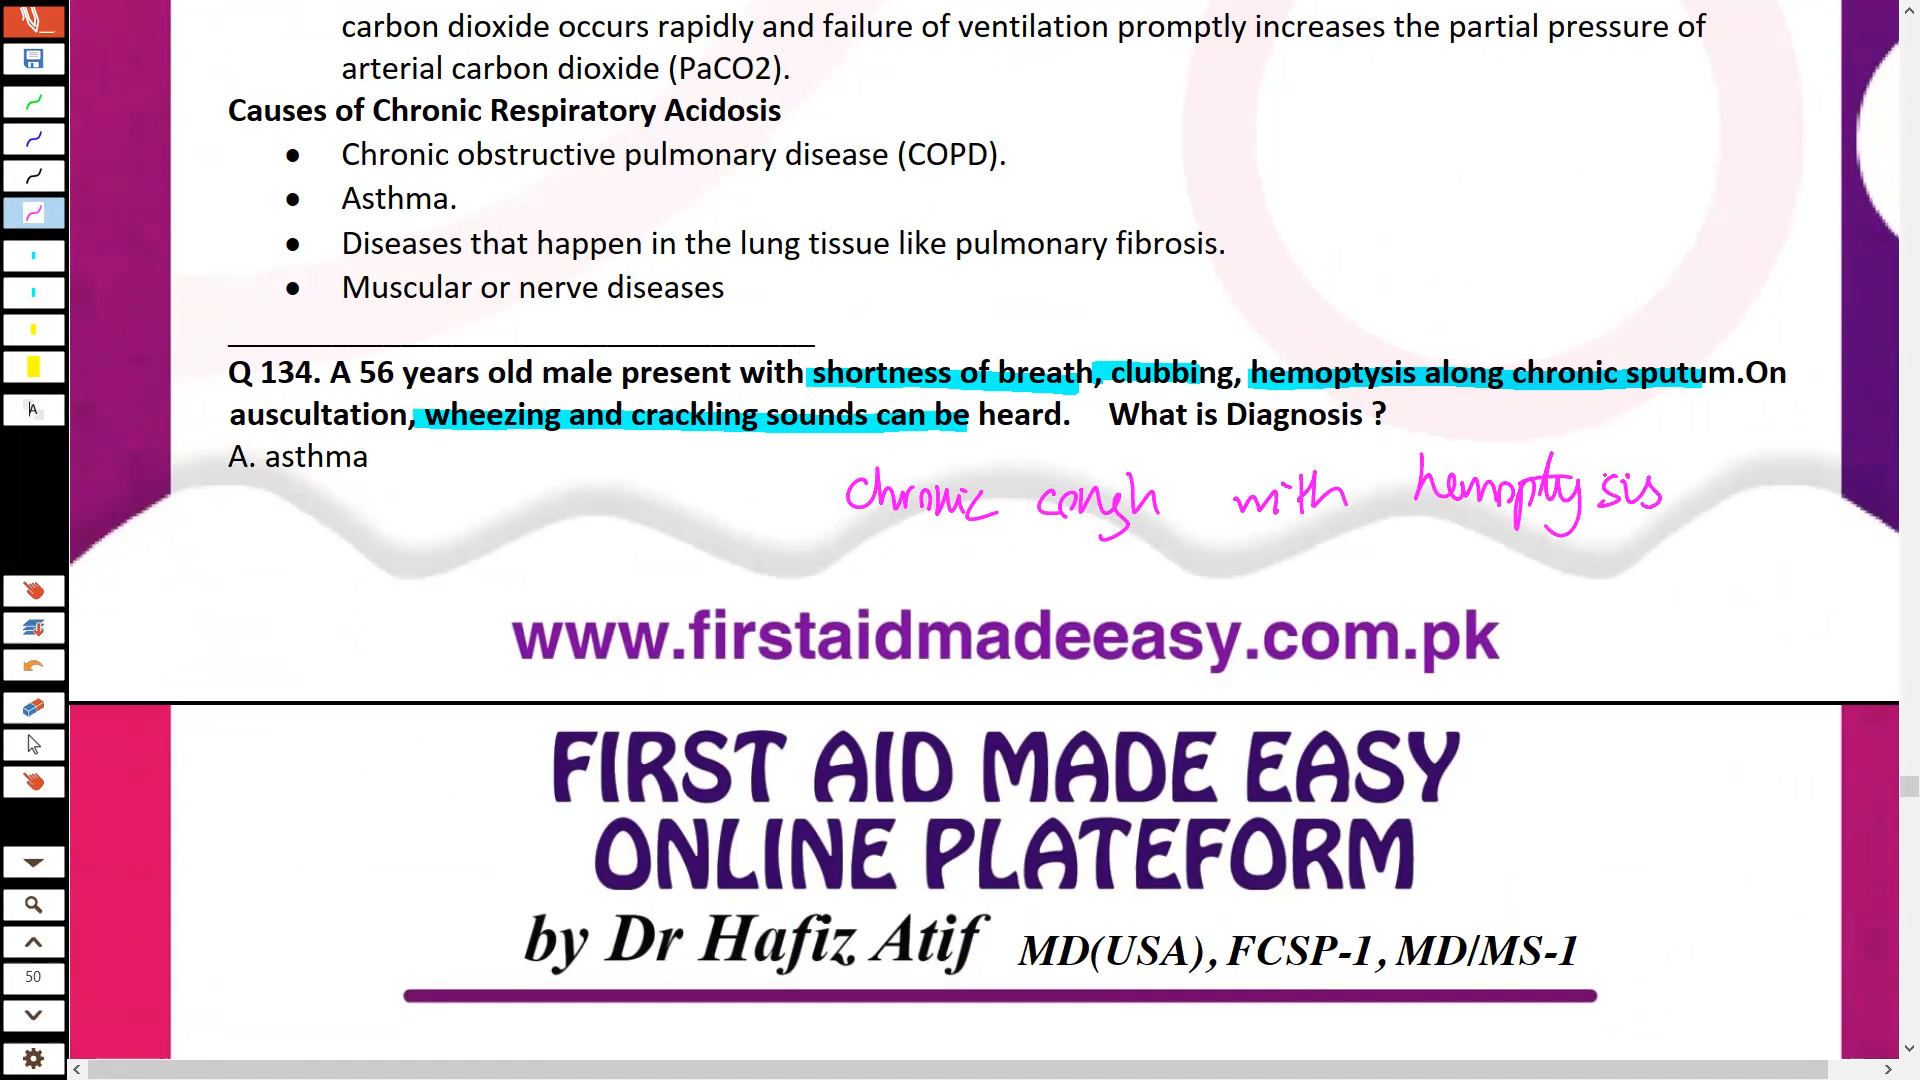 carbon dioxide occurs rapidly and failure of ventilation promptly increases the partial pressure of
arterial carbon dioxide (PaCO2).
Causes of Chronic Respiratory Acidosis
● Chronic obstructive pulmonary disease (COPD).
● Asthma.
● Diseases that happen in the lung tissue like pulmonary fibrosis.
● Muscular or nerve diseases
Q 134. A 56 years old male present with shortness of breath, clubbing, hemoptysis along chronic sputum.On
auscultation, wheezing and crackling sounds can be heard. What is Diagnosis ?
A. asthma
chronic cough with hemoptysis
www.firstaidmadeeasy.com.pk
FIRST AID MADE EASY
ONLINE PLATEFORM
by Dr Hafiz Atif MD(USA), FCSP-1, MD/MS-1
A
50